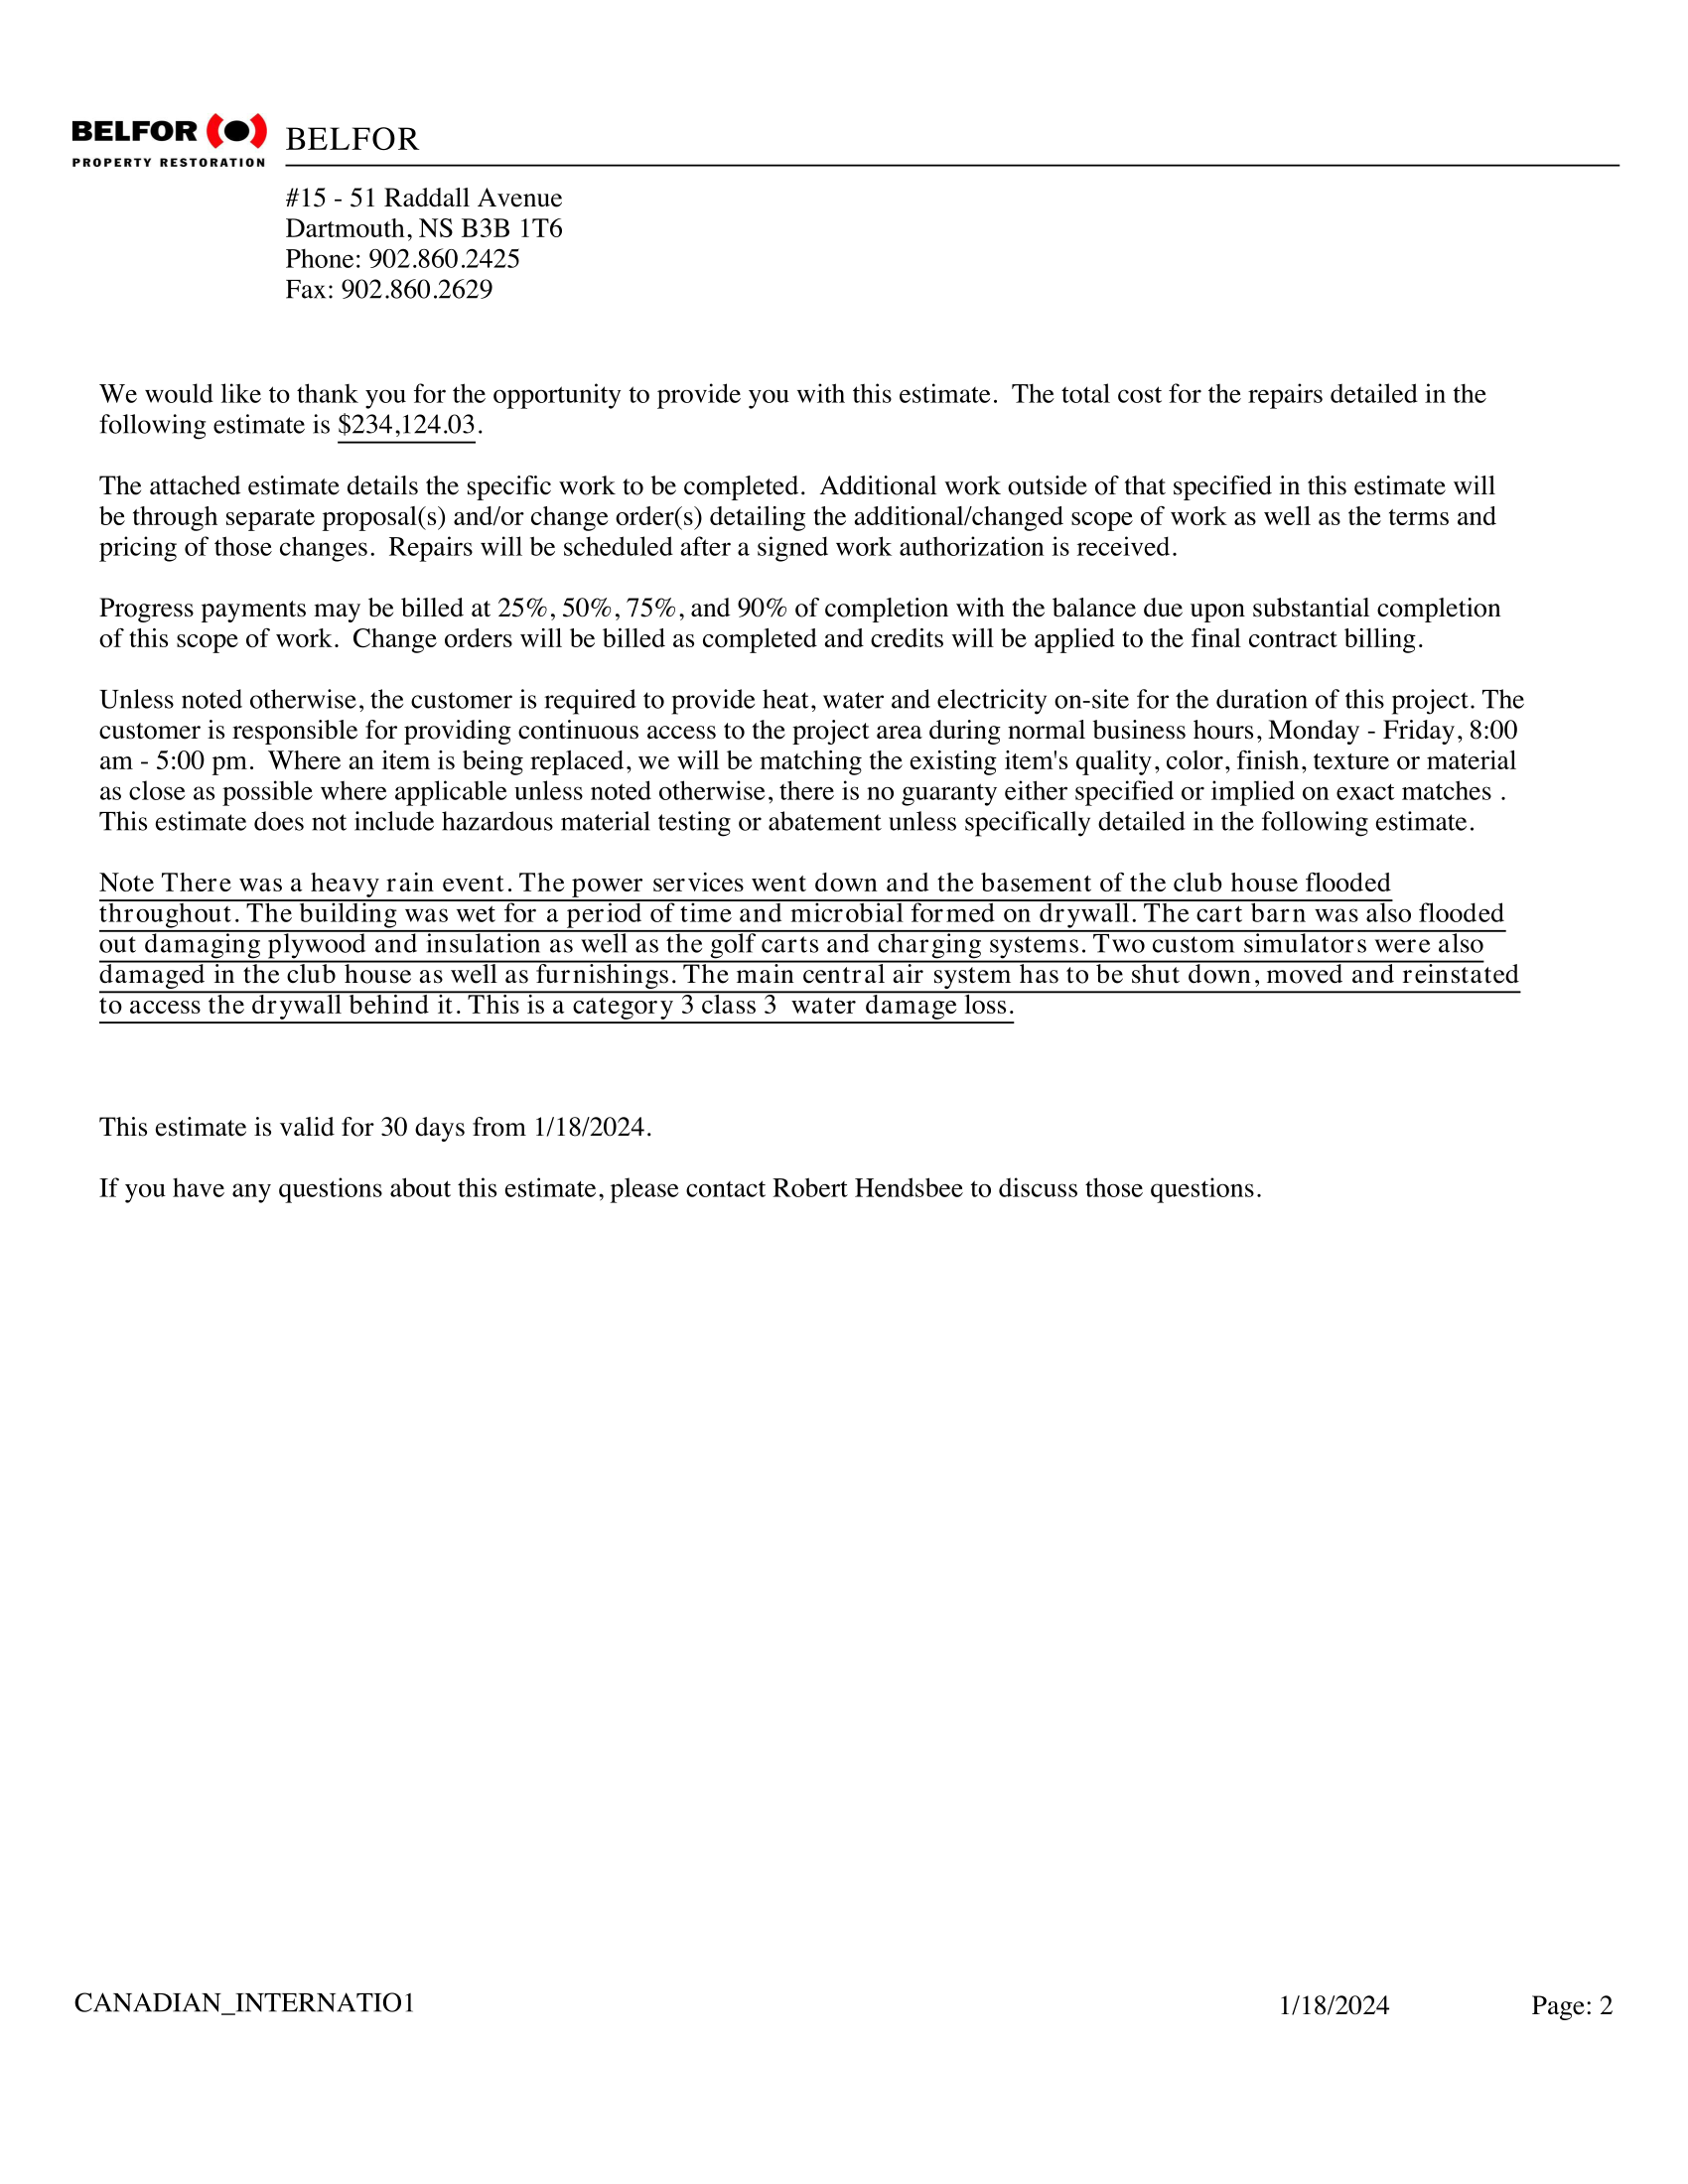 BELFOR
PROPERTY RESTORATION
BELFOR
#15 - 51 Raddall Avenue
Dartmouth, NS B3B 1T6
Phone: 902.860.2425
Fax: 902.860.2629
We would like to thank you for the opportunity to provide you with this estimate.  The total cost for the repairs detailed in the
following estimate is $234,124.03.
The attached estimate details the specific work to be completed.  Additional work outside of that specified in this estimate will
be through separate proposal(s) and/or change order(s) detailing the additional/changed scope of work as well as the terms and
pricing of those changes.  Repairs will be scheduled after a signed work authorization is received.
Progress payments may be billed at 25%, 50%, 75%, and 90% of completion with the balance due upon substantial completion
of this scope of work.  Change orders will be billed as completed and credits will be applied to the final contract billing.
Unless noted otherwise, the customer is required to provide heat, water and electricity on-site for the duration of this project. The
customer is responsible for providing continuous access to the project area during normal business hours, Monday - Friday, 8:00
am - 5:00 pm.  Where an item is being replaced, we will be matching the existing item's quality, color, finish, texture or material
as close as possible where applicable unless noted otherwise, there is no guaranty either specified or implied on exact matches .
This estimate does not include hazardous material testing or abatement unless specifically detailed in the following estimate.
Note There was a heavy rain event. The power services went down and the basement of the club house flooded
throughout. The building was wet for a period of time and microbial formed on drywall. The cart barn was also flooded
out damaging plywood and insulation as well as the golf carts and charging systems. Two custom simulators were also
damaged in the club house as well as furnishings. The main central air system has to be shut down, moved and reinstated
to access the drywall behind it. This is a category 3 class 3  water damage loss.
This estimate is valid for 30 days from 1/18/2024.
If you have any questions about this estimate, please contact Robert Hendsbee to discuss those questions.
CANADIAN_INTERNATIO1
1/18/2024
Page: 2